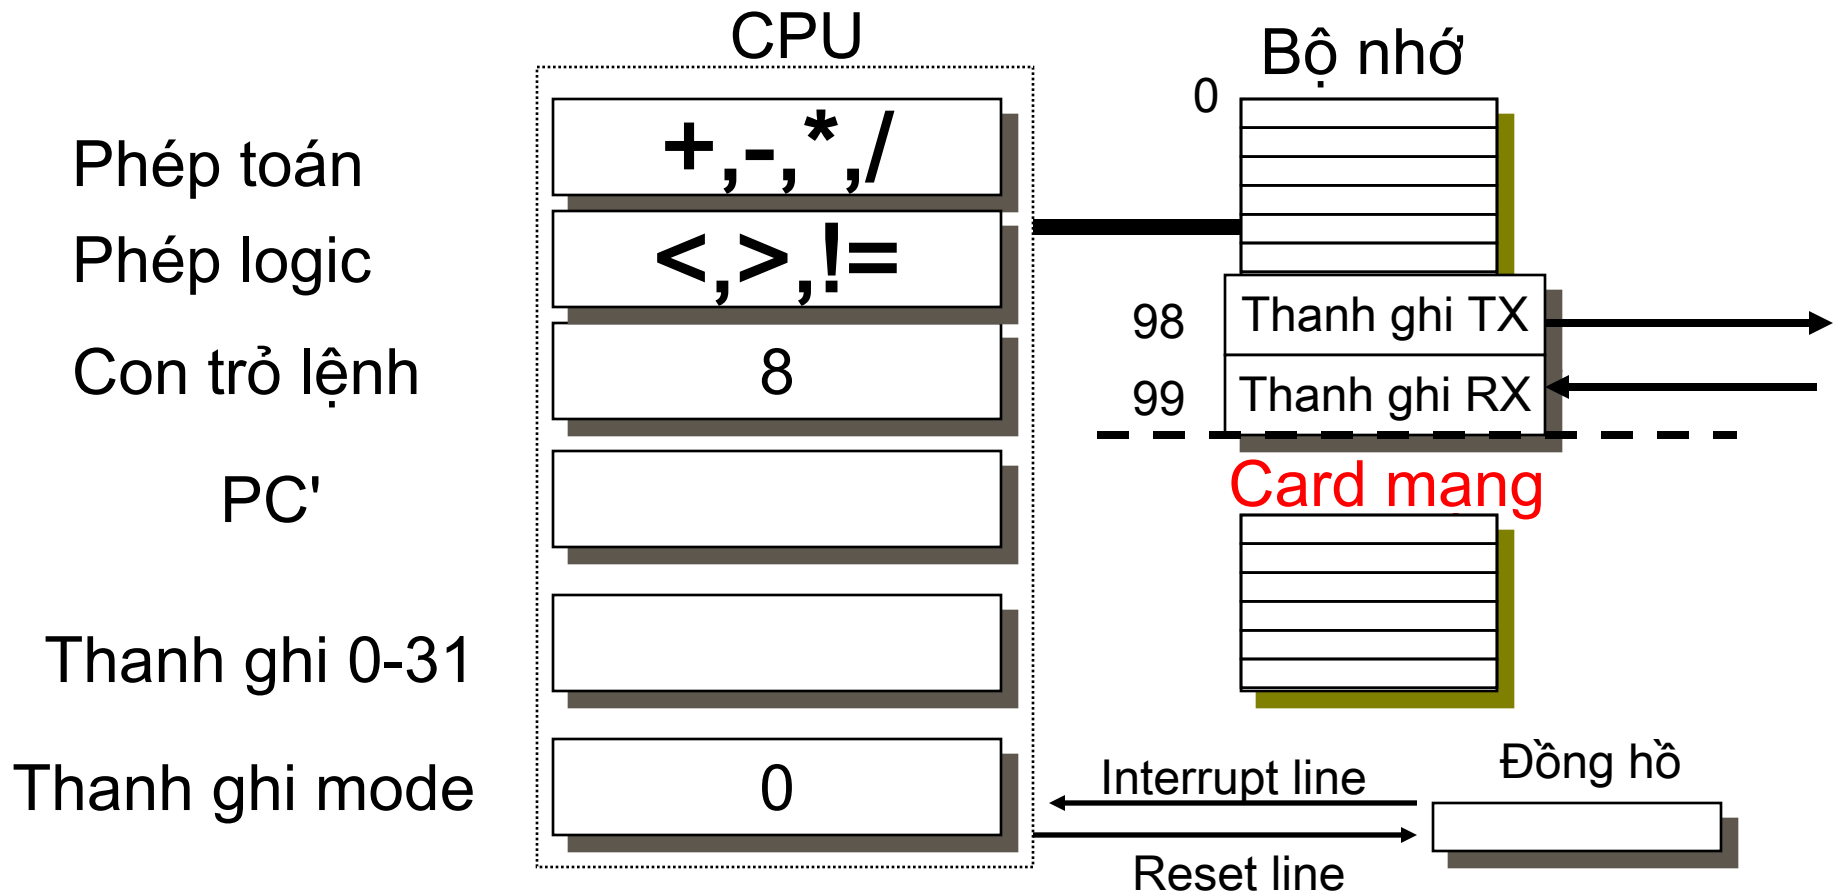 CPU
Bộ nhớ
0
Phép toán
+,-,*,/
Phép logic
<,>,!=
98
Thanh ghi TX
Con trỏ lệnh
8
99
Thanh ghi RX
Card mạng
PC'
Thanh ghi 0-31
Thanh ghi mode
0
Interrupt line
Đồng hồ
Reset line